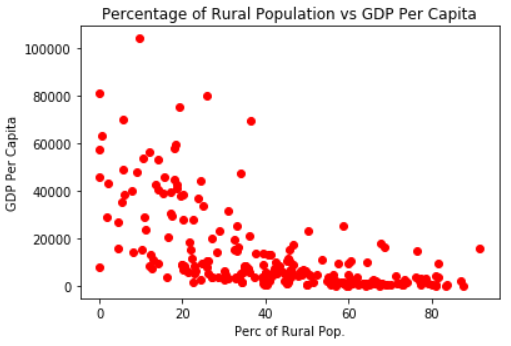 Percentage of Rural Population vs GDP Per Capita
100000
80000
60000
40000
20000
0
GDP Per Capita
0 20 40 60 80
Perc of Rural Pop.